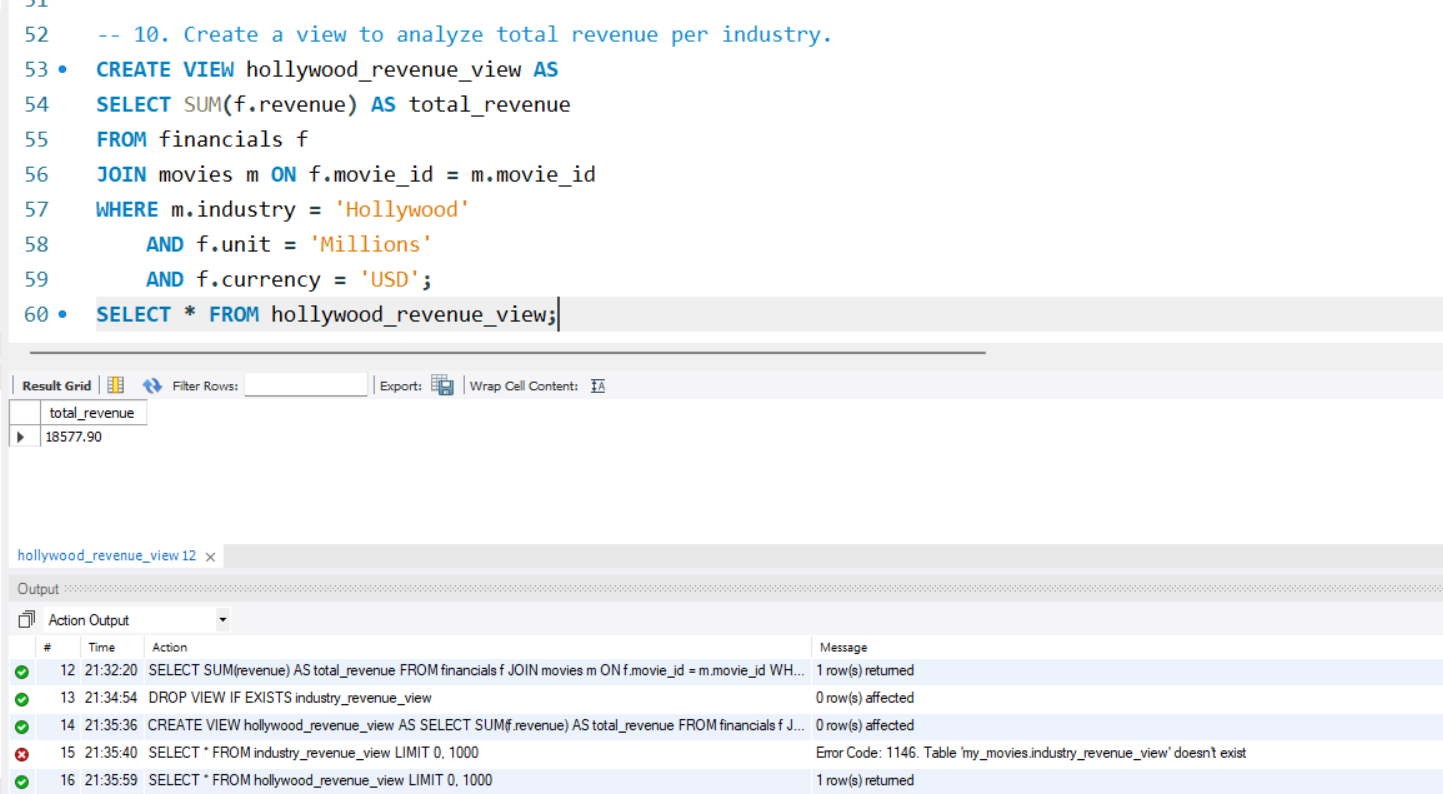 51
52 -- 10. Create a view to analyze total revenue per industry.
53 CREATE VIEW hollywood_revenue_view AS
54 SELECT SUM(f.revenue) AS total_revenue
55 FROM financials f
56 JOIN movies m ON f.movie_id = m.movie_id
57 WHERE m.industry = 'Hollywood'
58 AND f.unit = 'Millions'
59 AND f.currency = 'USD';
60 SELECT * FROM hollywood_revenue_view;
Result Grid Filter Rows: Export: Wrap Cell Content: IA
total_revenue
18577.90
hollywood_revenue_view 12 ×
Output
Action Output
# Time Action Message
12 21:32:20 SELECT SUM(revenue) AS total_revenue FROM financials f JOIN movies m ON f.movie_id = m.movie_id WH... 1 row(s) returned
13 21:34:54 DROP VIEW IF EXISTS industry_revenue_view 0 row(s) affected
14 21:35:36 CREATE VIEW hollywood_revenue_view AS SELECT SUM(f.revenue) AS total_revenue FROM financials f J... 0 row(s) affected
15 21:35:40 SELECT * FROM industry_revenue_view LIMIT 0, 1000 Error Code: 1146. Table 'my_movies.industry_revenue_view' doesn't exist
16 21:35:59 SELECT * FROM hollywood_revenue_view LIMIT 0, 1000 1 row(s) returned